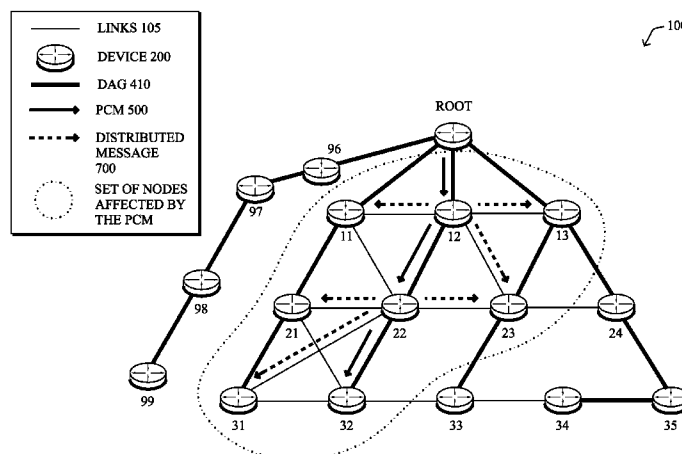 LINKS 105
DEVICE 200
DAG 410
PCM 500
DISTRIBUTED
MESSAGE
700
SET OF NODES
AFFECTED BY
THE PCM
100
ROOT
96
97
11
12
13
98
21
22
23
24
99
31
32
33
34
35